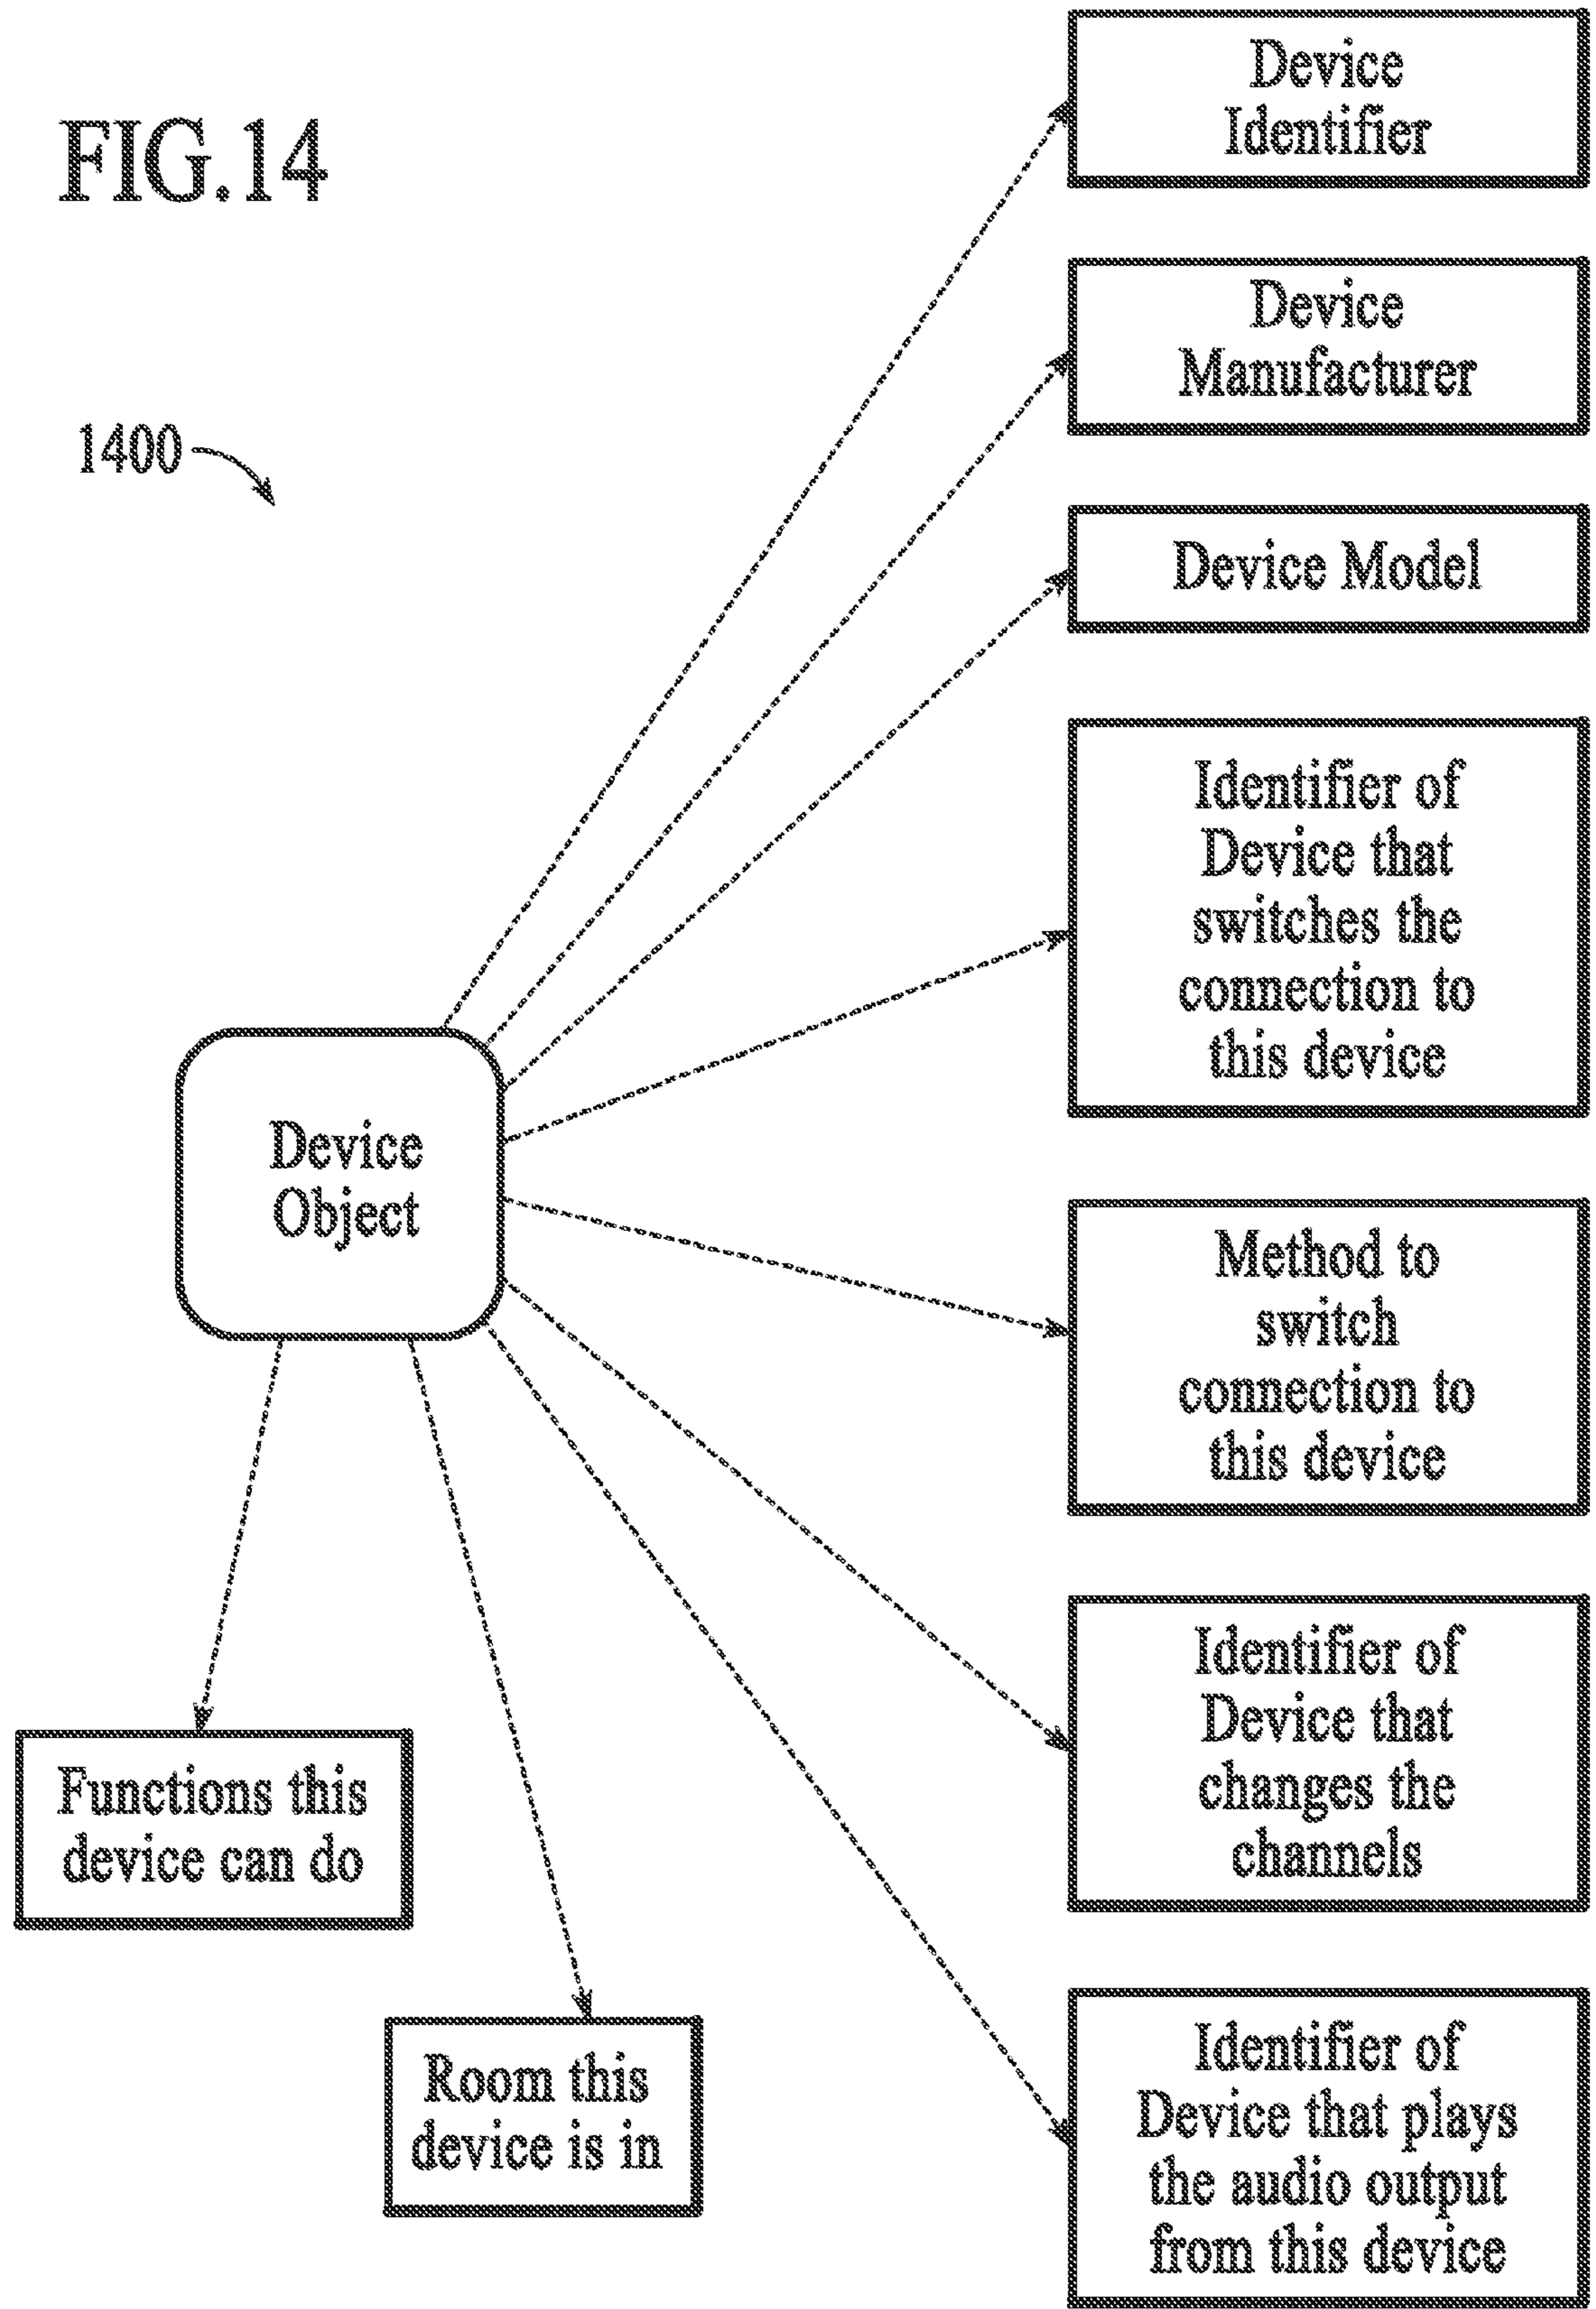 FIG.14
1400
Device
Identifier
Device
Manufacturer
Device Model
Identifier of
Device that
switches the
connection to
this device
Device
Object
Method to
switch
connection to
this device
Identifier of
Device that
changes the
channels
Functions this
device can do
Room this
device is in
Identifier of
Device that plays
the audio output
from this device